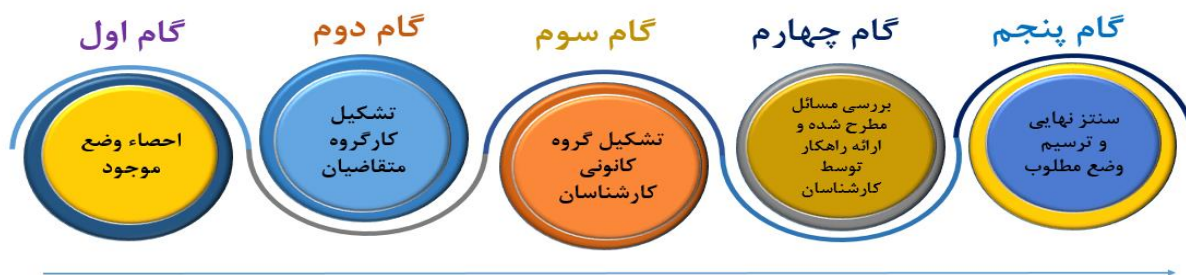 گام اول
گام دوم
گام سوم
گام چهارم
گام پنجم
احصاء وضع
موجود
تشکیل
کارگروه
متقاضیان
تشکیل گروه
کانونی
کارشناسان
بررسی مسائل
مطرح شده و
ارائه راهکار
توسط
کارشناسان
سنتز نهایی
و ترسیم
وضع مطلوب